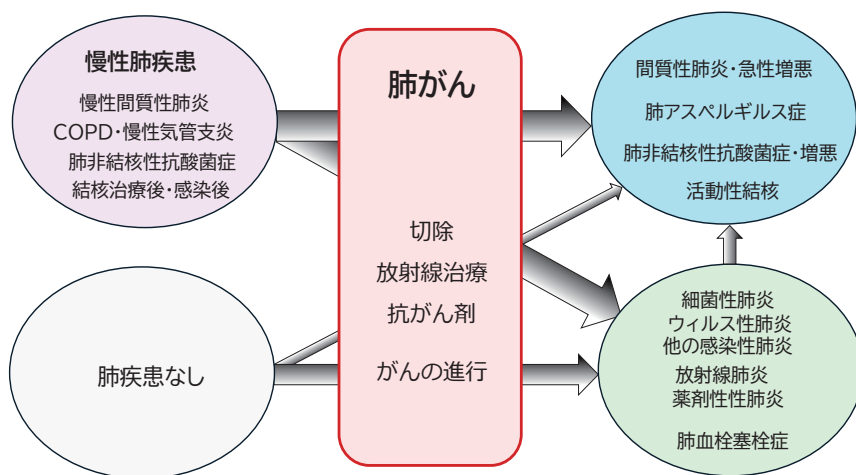 慢性肺疾患
慢性間質性肺炎
COPD・慢性気管支炎
肺非結核性抗酸菌症
結核治療後・感染後
肺疾患なし
肺がん
切除
放射線治療
抗がん剤
がんの進行
間質性肺炎・急性増悪
肺アスペルギルス症
肺非結核性抗酸菌症・増悪
活動性結核
細菌性肺炎
ウィルス性肺炎
他の感染性肺炎
放射線肺炎
薬剤性性肺炎
肺血栓塞栓症